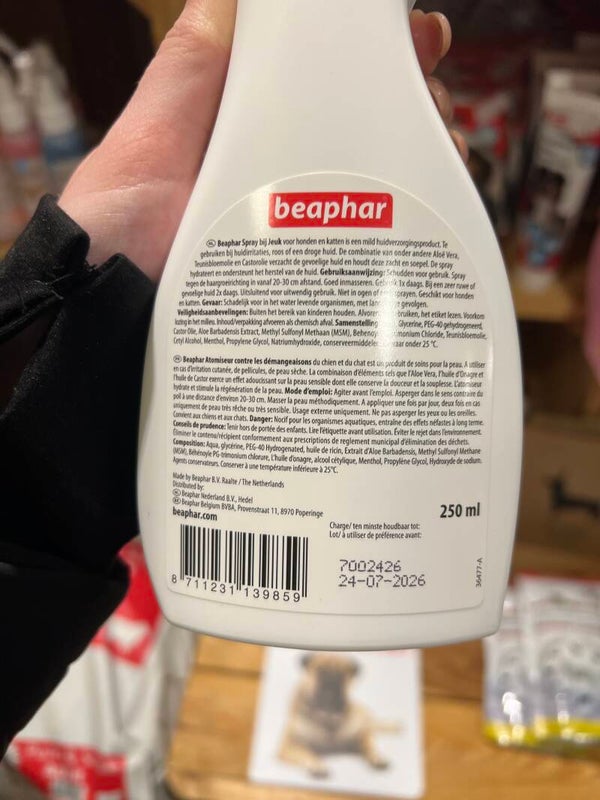 beaphar
NL Beaphar Spray bij Jeuk voor honden en katten is een mild huidverzorgingsproduct. Te
gebruiken bij huidirritaties, roos of een droge huid. De combinatie van onder andere Aloë Vera,
Teunisbloemolie en Castorolie verzacht de gevoelige huid en houdt deze zacht en soepel. De spray
hydrateert en ondersteunt het herstel van de huid. Gebruiksaanwijzing: Schudden voor gebruik. Spray
tegen de haargroeirichting in van 20-30 cm afstand. Goed inmasseren. Gebruik 1x daags. Bij een zeer ruwe of
gevoelige huid 2x daags. Uitsluitend voor uitwendig gebruik. Niet in ogen of sprayen. Geschikt voor honden
en katten. Gevaar: Schadelijk voor in het water levende organismen, met gevolgen.
Veiligheidsaanbevelingen: Buiten het bereik van kinderen houden. Alvorens gebruiken, het etiket lezen. Voorkom
lozing in het milieu. Inhoud/verpakking afvoeren als chemisch afval. Samenstelling Glycerine, PEG-40 gehydrogeneerd,
Castor Olie, Aloe Barbadensis Extract, Methyl Sulfonyl Methaan (MSM), Chloride, Teunisbloemolie,
Cetyl Alcohol, Menthol, Propylene Glycol, Natriumhydroxide, conserveermiddelen onder 25 °C.
FR Beaphar Atomiseur contre les démangeaisons du chien et du chat est un produit de soins pour la peau. A utiliser
en cas d'irritation cutanée, de pellicules, de peau sèche. La combinaison d'éléments tels que l'Aloe Vera, l'huile d'Onagre et
l'huile de Castor exerce un effet adoucissant sur la peau sensible dont elle conserve la douceur et la souplesse. L'atomiseur
hydrate et stimule la régénération de la peau. Mode d'emploi: Agiter avant l'emploi. Asperger dans le sens contraire du
poil à une distance d'environ 20-30 cm. Masser la peau méthodiquement. A appliquer une fois par jour, deux fois en cas
uniquement de peau très rêche ou très sensible. Usage externe uniquement. Ne pas asperger les yeux ou les oreilles.
Convient aux chiens et aux chats. Danger: Nocif pour les organismes aquatiques, entraîne des effets néfastes à long terme.
Conseils de prudence: Tenir hors de portée des enfants. Lire l'étiquette avant utilisation. Éviter le rejet dans l'environnement.
Éliminer le contenu/récipient conformément aux prescriptions de reglement municipal d'élimination des déchets.
Composition: Aqua, glycérine, PEG-40 Hydrogenated, huile de ricin, Extrait d'Aloe Barbadensis, Methyl Sulfonyl Methane
(MSM), Béhénoyle PG-trimonium chlorure, L'huile d'onagre, alcool cétylique, Menthol, Propylène Glycol, Hydroxyde de sodium.
Agents conservateurs. Conserver à une température inférieure à 25°C.
Made by Beaphar B.V. Raalte / The Netherlands
Distributed by:
NL Beaphar Nederland B.V., Hedel
BE Beaphar Belgium BVBA, Provenstraat 11, 8970 Poperinge
beaphar.com
250 ml
Charge/ ten minste houdbaar tot:
Lot/ à utiliser de préférence avant:
7002426
24-07-2026
8 711231 139859
36477-A